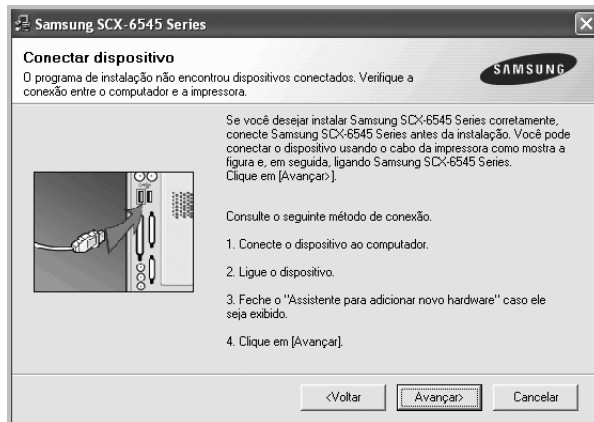 Samsung SCX-6545 Series
Conectar dispositivo
O programa de instalação não encontrou dispositivos conectados. Verifique a
conexão entre o computador e a impressora.
SAMSUNG
Se você desejar instalar Samsung SCX-6545 Series corretamente,
conecte Samsung SCX-6545 Series antes da instalação. Você pode
conectar o dispositivo usando o cabo da impressora como mostra a
figura e, em seguida, ligando Samsung SCX-6545 Series.
Clique em [Avançar>].
Consulte o seguinte método de conexão.
1. Conecte o dispositivo ao computador.
2. Ligue o dispositivo.
3. Feche o "Assistente para adicionar novo hardware" caso ele
seja exibido.
4. Clique em [Avançar].
<Voltar
Avançar>
Cancelar